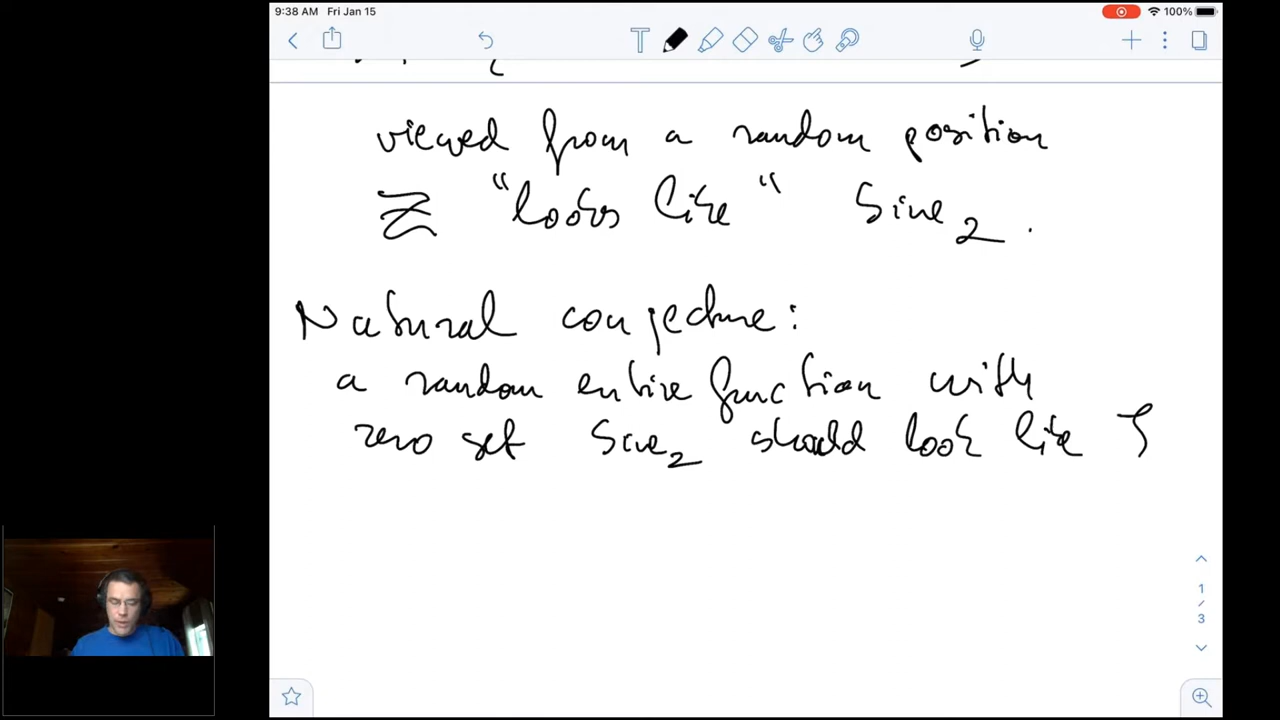 9:38 AM Fri Jan 15
100%
T
viewed from a random position
Z "looks like" Sine₂.
Natural conjecture:
a random entire function with
zero set Sine₂ should look like ζ
1
/
3